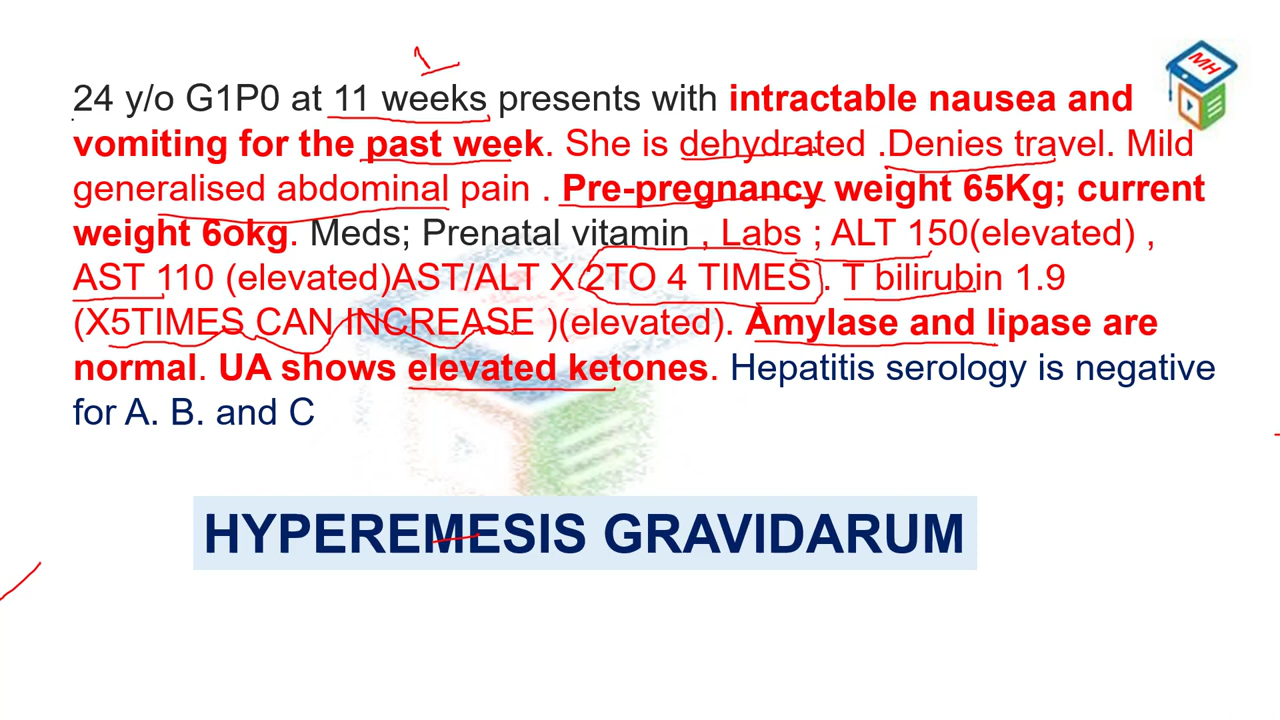 MH
24 y/o G1P0 at 11 weeks presents with intractable nausea and
vomiting for the past week. She is dehydrated .Denies travel. Mild
generalised abdominal pain . Pre-pregnancy weight 65Kg; current
weight 6okg. Meds; Prenatal vitamin , Labs ; ALT 150(elevated) ,
AST 110 (elevated)AST/ALT X 2TO 4 TIMES . T bilirubin 1.9
(X5TIMES CAN INCREASE )(elevated). Amylase and lipase are
normal. UA shows elevated ketones. Hepatitis serology is negative
for A. B. and C
HYPEREMESIS GRAVIDARUM